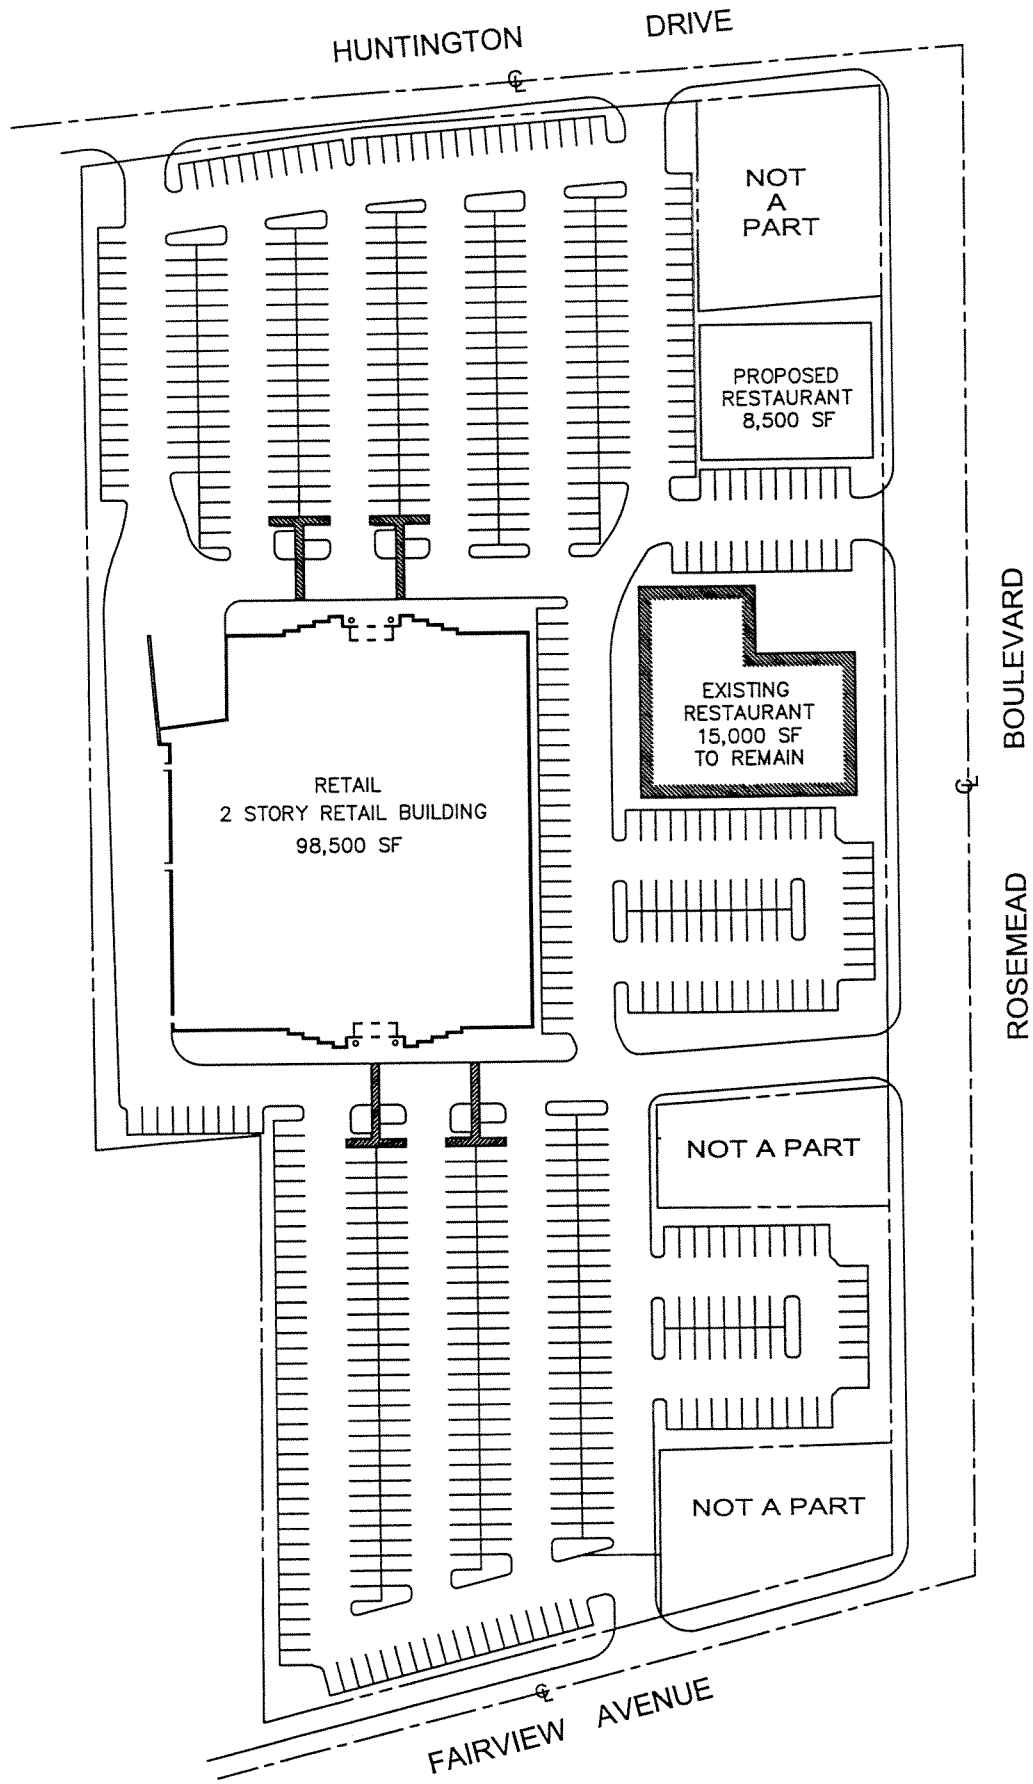 HUNTINGTON DRIVE
℄
NOT
A
PART
PROPOSED
RESTAURANT
8,500 SF
EXISTING
RESTAURANT
15,000 SF
TO REMAIN
RETAIL
2 STORY RETAIL BUILDING
98,500 SF
℄
ROSEMEAD BOULEVARD
NOT A PART
NOT A PART
℄
FAIRVIEW AVENUE